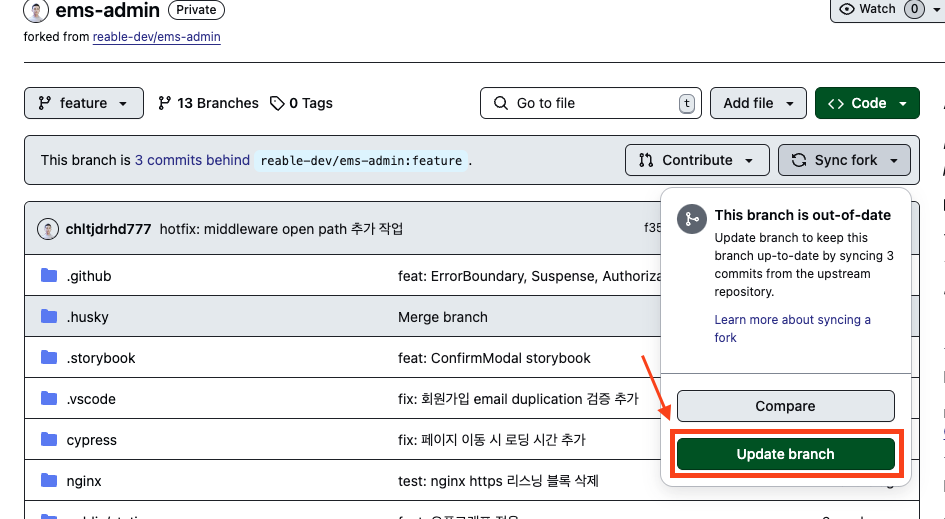 ems-admin Private
Watch 0
forked from reable-dev/ems-admin
feature
13 Branches
0 Tags
Go to file
t
Add file
Code
This branch is 3 commits behind reable-dev/ems-admin:feature .
Contribute
Sync fork
chltjdrhd777 hotfix: middleware open path 추가 작업
f35
This branch is out-of-date
Update branch to keep this
branch up-to-date by syncing 3
commits from the upstream
repository.
Learn more about syncing a
fork
Compare
Update branch
.github feat: ErrorBoundary, Suspense, Authoriza
.husky Merge branch
.storybook feat: ConfirmModal storybook
.vscode fix: 회원가입 email duplication 검증 추가
cypress fix: 페이지 이동 시 로딩 시간 추가
nginx test: nginx https 리스닝 블록 삭제